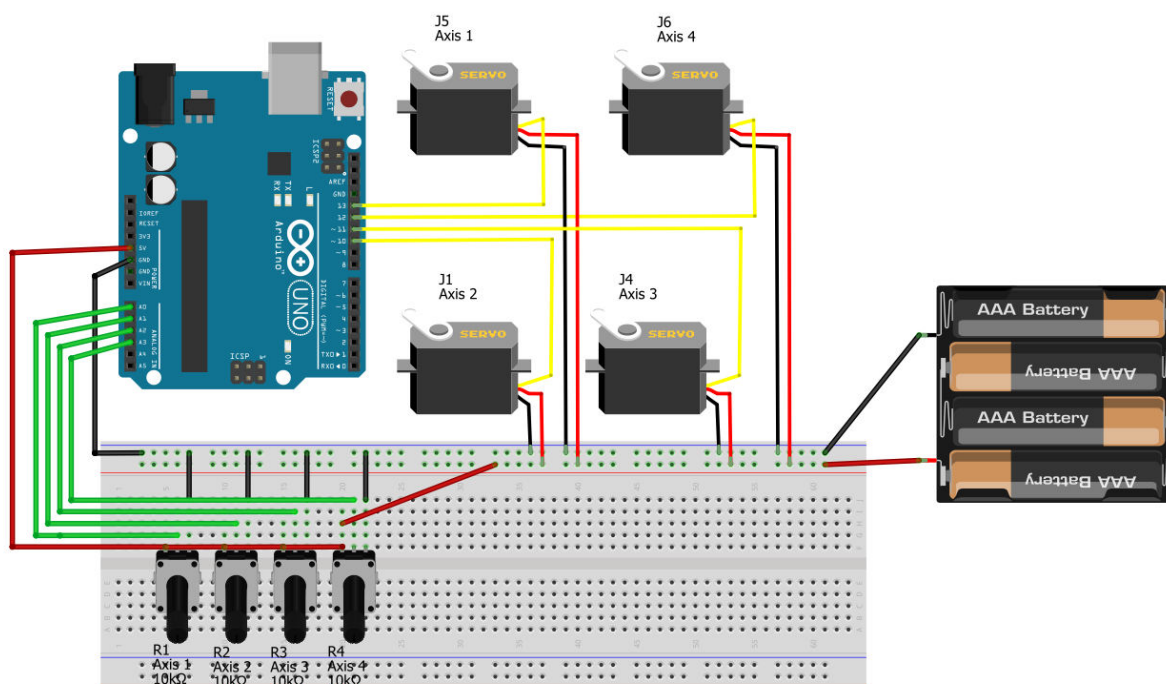 J5
Axis 1
J6
Axis 4
SERVO
SERVO
RESET
ICSP2
AREF
GND
13
12
~11
~10
~9
8
7
~6
~5
4
~3
2
TX0▶1
RX0◀0
RX
TX
L
IOREF
RESET
3V3
5V
GND
GND
VIN
POWER
A0
A1
A2
A3
A4
A5
ANALOG IN
Arduino™
UNO
DIGITAL (PWM=~)
ICSP
ON
J1
Axis 2
J4
Axis 3
SERVO
SERVO
AAA Battery
AAA Battery
AAA Battery
AAA Battery
R1
Axis 1
10kΩ
R2
Axis 2
10kΩ
R3
Axis 3
10kΩ
R4
Axis 4
10kΩ